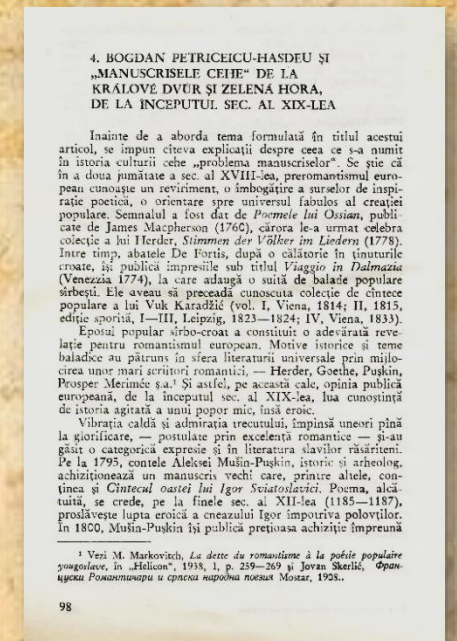 4. BOGDAN PETRICEICU-HASDEU ŞI
„MANUSCRISELE CEHE" DE LA
KRÁLOVÉ DVŮR ŞI ZELENÁ HORA,
DE LA ÎNCEPUTUL SEC. AL XIX-LEA
Inainte de a aborda tema formulată în titlul acestui
articol, se impun cîteva explicaţii despre ceea ce s-a numit
în istoria culturii cehe „problema manuscriselor". Se ştie că
în a doua jumătate a sec. al XVIII-lea, preromantismul euro-
pean cunoaşte un reviriment, o îmbogăţire a surselor de inspi-
raţie poetică, o orientare spre universul fabulos al creaţiei
populare. Semnalul a fost dat de Poemele lui Ossian, publi-
cate de James Macpherson (1760), cărora le-a urmat celebra
colecţie a lui Herder, Stimmen der Völker im Liedern (1778).
Intre timp, abatele De Fortis, după o călătorie în ţinuturile
croate, îşi publică impresiile sub titlul Viaggio in Dalmazia
(Venezzia 1774), la care adaugă o suită de balade populare
sîrbeşti. Ele aveau să preceadă cunoscuta colecţie de cîntece
populare a lui Vuk Karadžić (vol. I, Viena, 1814; II, 1815,
ediţie sporită, I—III, Leipzig, 1823—1824; IV, Viena, 1833).
Eposul popular sîrbo-croat a constituit o adevărată reve-
laţie pentru romantismul european. Motive istorice şi teme
baladice au pătruns în sfera literaturii universale prin mijlo-
cirea unor mari scriitori romantici, — Herder, Goethe, Puşkin,
Prosper Merimée ş.a.¹ Şi astfel, pe această cale, opinia publică
europeană, de la începutul sec. al XIX-lea, lua cunoştinţă
de istoria agitată a unui popor mic, însă eroic.
Vibraţia caldă şi admiraţia trecutului, împinsă uneori pînă
la glorificare, — postulate prin excelenţă romantice — şi-au
găsit o categorică expresie şi în literatura slavilor răsăriteni.
Pe la 1795, contele Aleksei Muşin-Puşkin, istoric şi arheolog,
achiziţionează un manuscris vechi care, printre altele, con-
ţinea şi Cîntecul oastei lui Igor Sviatoslavici. Poema, alcă-
tuită, se crede, pe la finele sec. al XII-lea (1185—1187),
proslăveşte lupta eroică a cneazului Igor împotriva polovţilor.
În 1800, Muşin-Puşkin îşi publică preţioasa achiziţie împreună
¹ Vezi M. Markovitch, La dette du romantisme à la poésie populaire
yougoslave, în „Helicon", 1938, 1, p. 259—269 şi Jovan Skerlić, Фран-
цуски Романтичари и српска народна поезия Mostar, 1908..
98